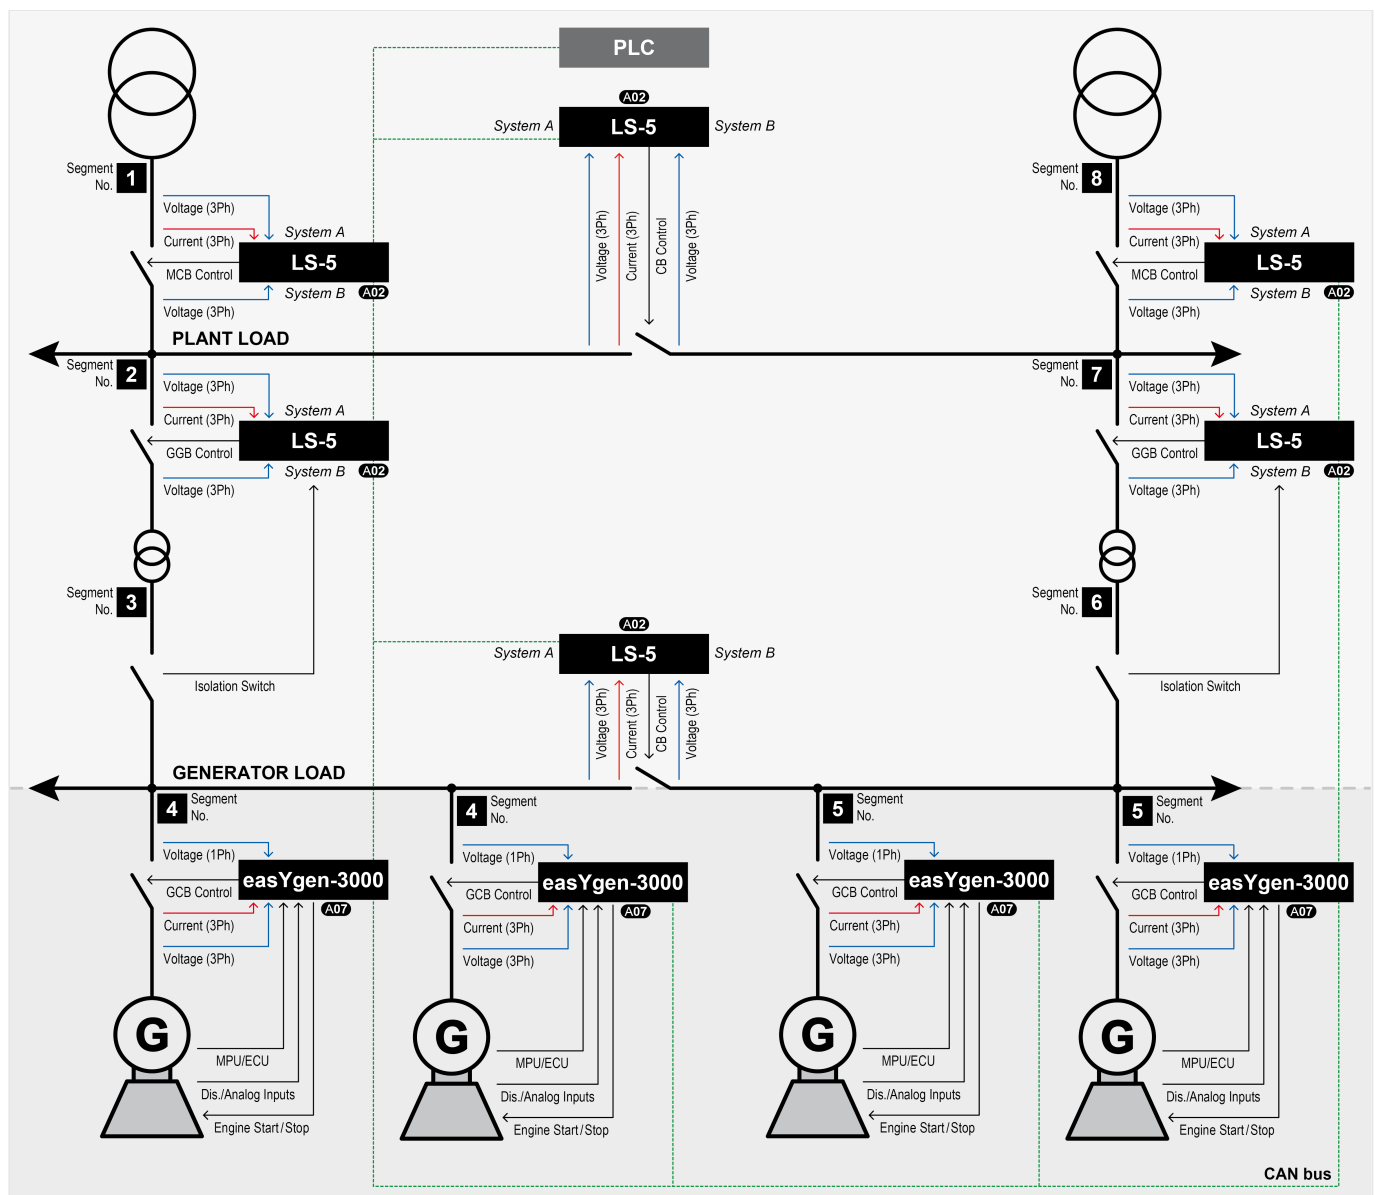 PLC
A02
System A
LS-5
System B
Segment
No.
1
Voltage (3Ph)
Current (3Ph)
System A
LS-5
MCB Control
System B
A02
Voltage (3Ph)
Voltage (3Ph)
Current (3Ph)
CB Control
Voltage (3Ph)
Segment
No.
8
Voltage (3Ph)
Current (3Ph)
System A
LS-5
MCB Control
System B
A02
Voltage (3Ph)
PLANT LOAD
Segment
No.
2
Voltage (3Ph)
Current (3Ph)
System A
LS-5
GGB Control
System B
A02
Voltage (3Ph)
Segment
No.
7
Voltage (3Ph)
Current (3Ph)
System A
LS-5
GGB Control
System B
A02
Voltage (3Ph)
Segment
No.
3
Isolation Switch
A02
System A
LS-5
System B
Voltage (3Ph)
Current (3Ph)
CB Control
Voltage (3Ph)
Segment
No.
6
Isolation Switch
GENERATOR LOAD
4
Segment
No.
Voltage (1Ph)
easYgen-3000
GCB Control
A07
Current (3Ph)
Voltage (3Ph)
G
MPU/ECU
Dis./Analog Inputs
Engine Start/Stop
4
Segment
No.
Voltage (1Ph)
easYgen-3000
GCB Control
A07
Current (3Ph)
Voltage (3Ph)
G
MPU/ECU
Dis./Analog Inputs
Engine Start/Stop
5
Segment
No.
Voltage (1Ph)
easYgen-3000
GCB Control
A07
Current (3Ph)
Voltage (3Ph)
G
MPU/ECU
Dis./Analog Inputs
Engine Start/Stop
5
Segment
No.
Voltage (1Ph)
easYgen-3000
GCB Control
A07
Current (3Ph)
Voltage (3Ph)
G
MPU/ECU
Dis./Analog Inputs
Engine Start/Stop
CAN bus